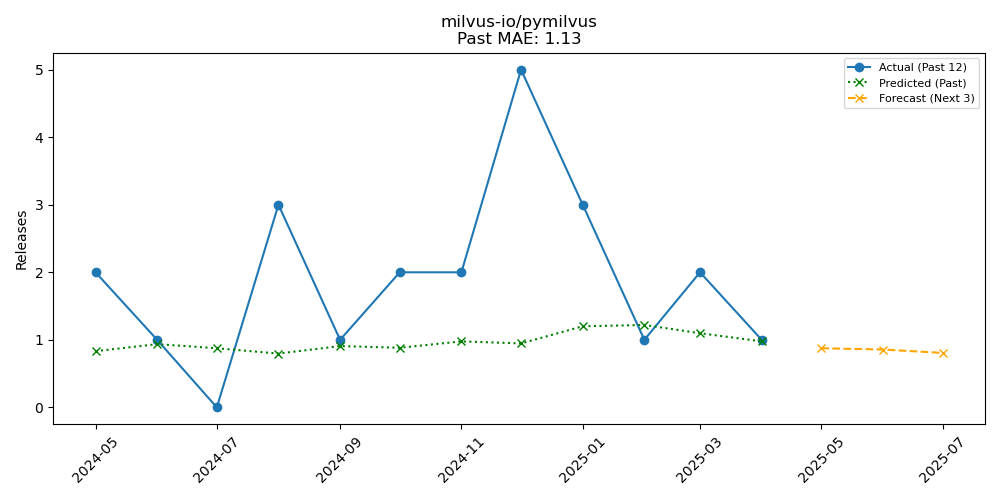 milvus-io/pymilvus
Past MAE: 1.13
Actual (Past 12)
Predicted (Past)
Forecast (Next 3)
Releases
5
4
3
2
1
0
2024-05
2024-07
2024-09
2024-11
2025-01
2025-03
2025-05
2025-07